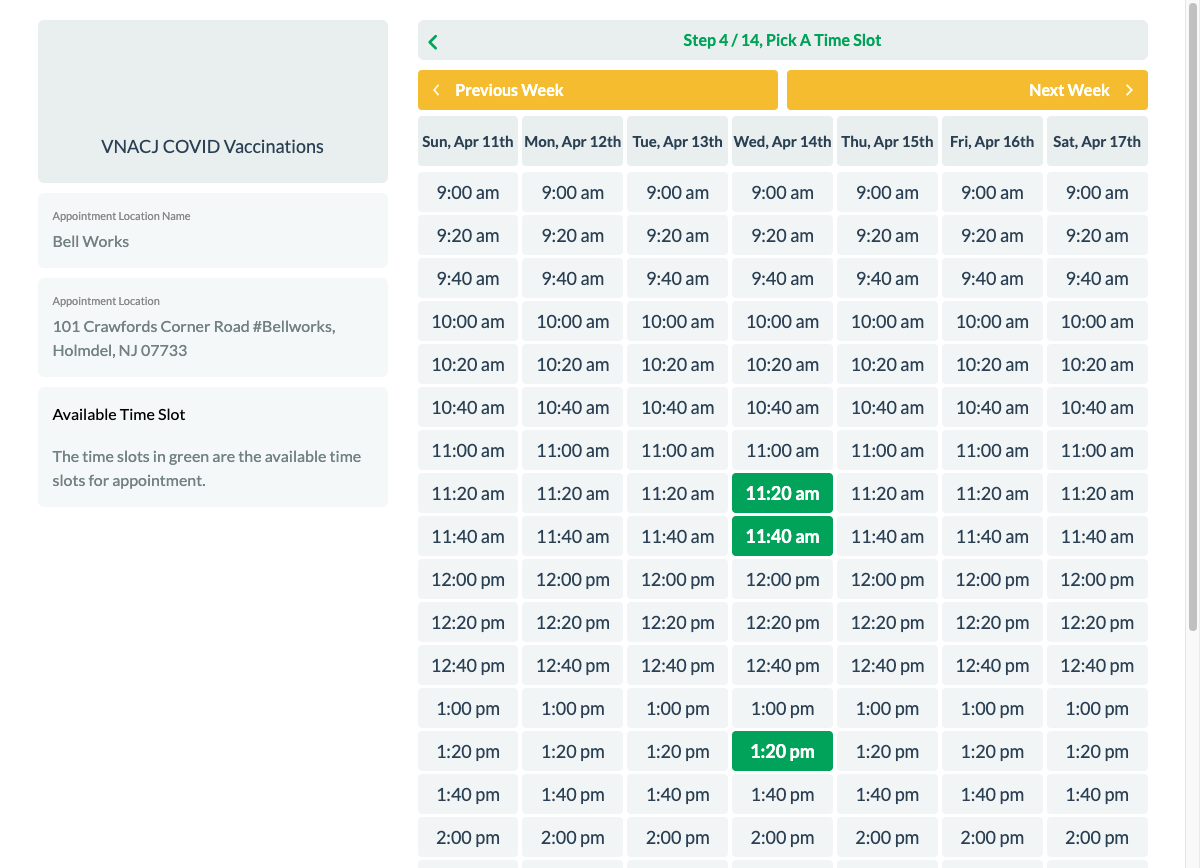 VNACJ COVID Vaccinations
Appointment Location Name
Bell Works
Appointment Location
101 Crawfords Corner Road #Bellworks,
Holmdel, NJ 07733
Available Time Slot
The time slots in green are the available time
slots for appointment.
Step 4 / 14, Pick A Time Slot
Previous Week Next Week
Sun, Apr 11th Mon, Apr 12th Tue, Apr 13th Wed, Apr 14th Thu, Apr 15th Fri, Apr 16th Sat, Apr 17th
9:00 am 9:00 am 9:00 am 9:00 am 9:00 am 9:00 am 9:00 am
9:20 am 9:20 am 9:20 am 9:20 am 9:20 am 9:20 am 9:20 am
9:40 am 9:40 am 9:40 am 9:40 am 9:40 am 9:40 am 9:40 am
10:00 am 10:00 am 10:00 am 10:00 am 10:00 am 10:00 am 10:00 am
10:20 am 10:20 am 10:20 am 10:20 am 10:20 am 10:20 am 10:20 am
10:40 am 10:40 am 10:40 am 10:40 am 10:40 am 10:40 am 10:40 am
11:00 am 11:00 am 11:00 am 11:00 am 11:00 am 11:00 am 11:00 am
11:20 am 11:20 am 11:20 am 11:20 am 11:20 am 11:20 am 11:20 am
11:40 am 11:40 am 11:40 am 11:40 am 11:40 am 11:40 am 11:40 am
12:00 pm 12:00 pm 12:00 pm 12:00 pm 12:00 pm 12:00 pm 12:00 pm
12:20 pm 12:20 pm 12:20 pm 12:20 pm 12:20 pm 12:20 pm 12:20 pm
12:40 pm 12:40 pm 12:40 pm 12:40 pm 12:40 pm 12:40 pm 12:40 pm
1:00 pm 1:00 pm 1:00 pm 1:00 pm 1:00 pm 1:00 pm 1:00 pm
1:20 pm 1:20 pm 1:20 pm 1:20 pm 1:20 pm 1:20 pm 1:20 pm
1:40 pm 1:40 pm 1:40 pm 1:40 pm 1:40 pm 1:40 pm 1:40 pm
2:00 pm 2:00 pm 2:00 pm 2:00 pm 2:00 pm 2:00 pm 2:00 pm